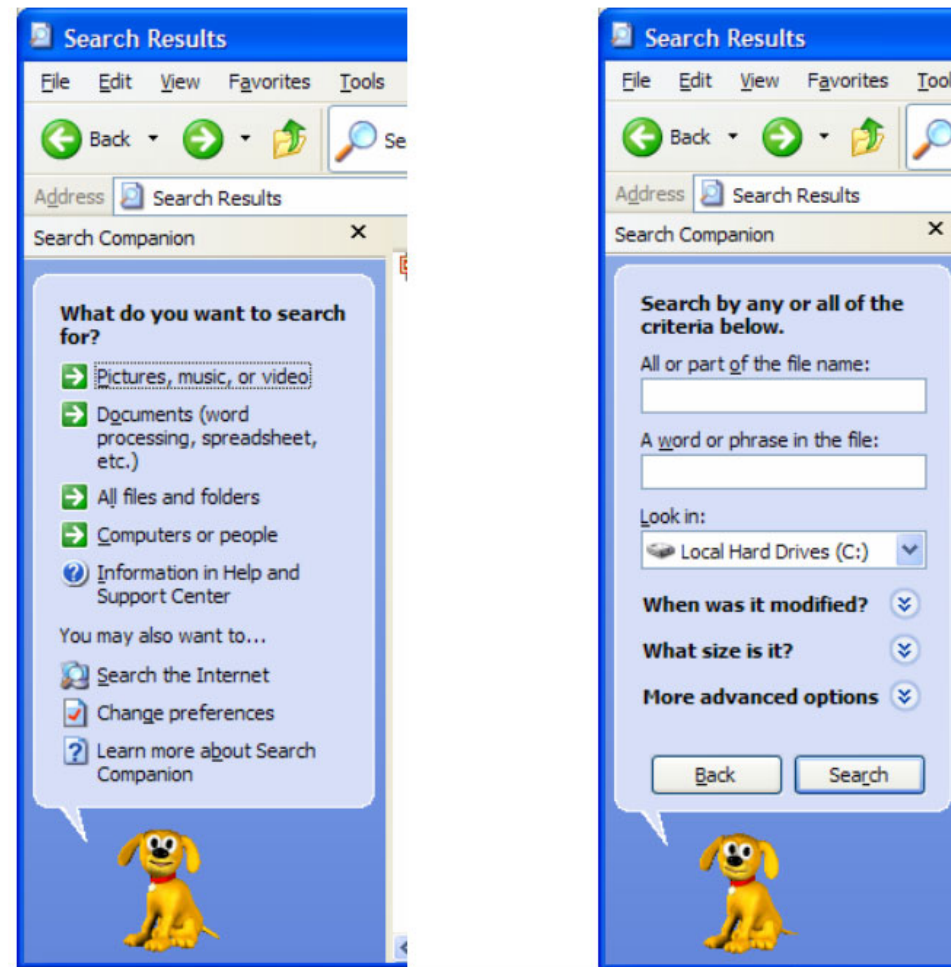 Search Results
File Edit View Favorites Tools
Back
Se
Address Search Results
Search Companion
What do you want to search
for?
Pictures, music, or video
Documents (word
processing, spreadsheet,
etc.)
All files and folders
Computers or people
Information in Help and
Support Center
You may also want to...
Search the Internet
Change preferences
Learn more about Search
Companion
Search Results
File Edit View Favorites Tool
Back
Address Search Results
Search Companion
Search by any or all of the
criteria below.
All or part of the file name:
A word or phrase in the file:
Look in:
Local Hard Drives (C:)
When was it modified?
What size is it?
More advanced options
Back Search